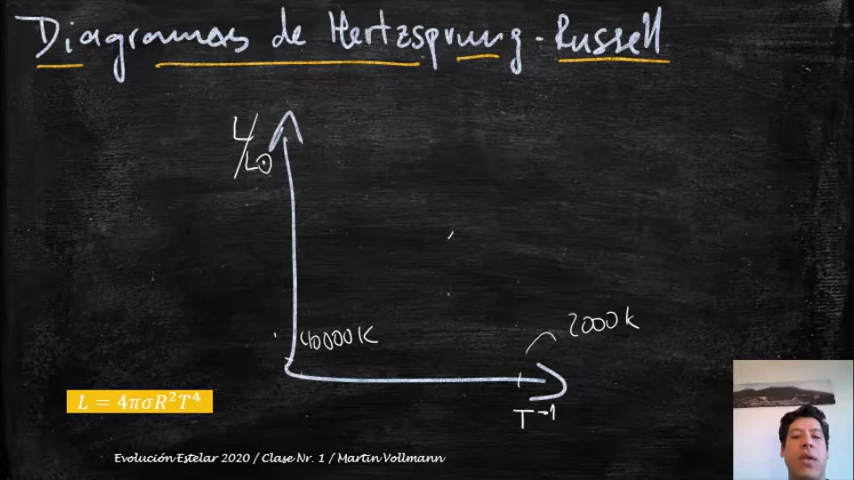 Diagramas de Hertzsprung-Russell
L/L⊙
40000K
2000K
T⁻¹
L = 4πσR²T⁴
Evolución Estelar 2020 / Clase Nr. 1 / Martin Vollmann